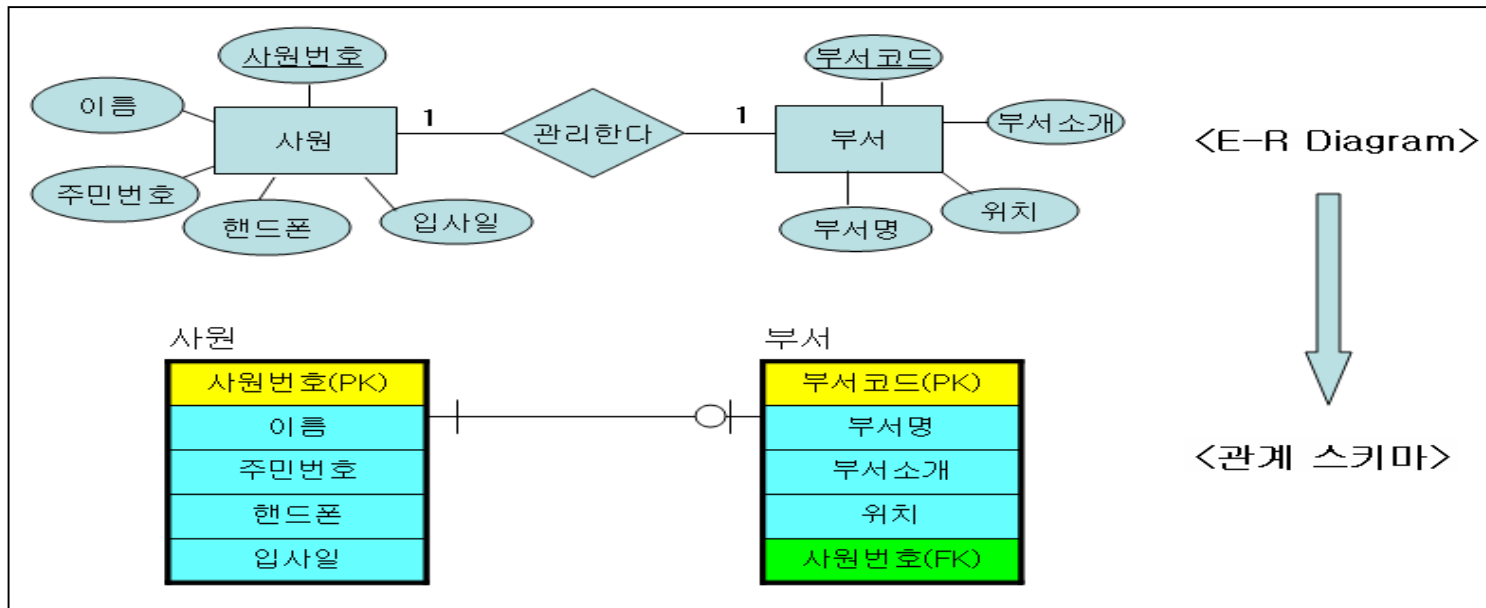 사원번호
부서코드
이름
1
1
부서소개
사원
관리한다
부서
<E-R Diagram>
주민번호
핸드폰
입사일
부서명
위치
사원
부서
사원번호(PK)
이름
주민번호
핸드폰
입사일
부서코드(PK)
부서명
부서소개
위치
사원번호(FK)
<관계 스키마>